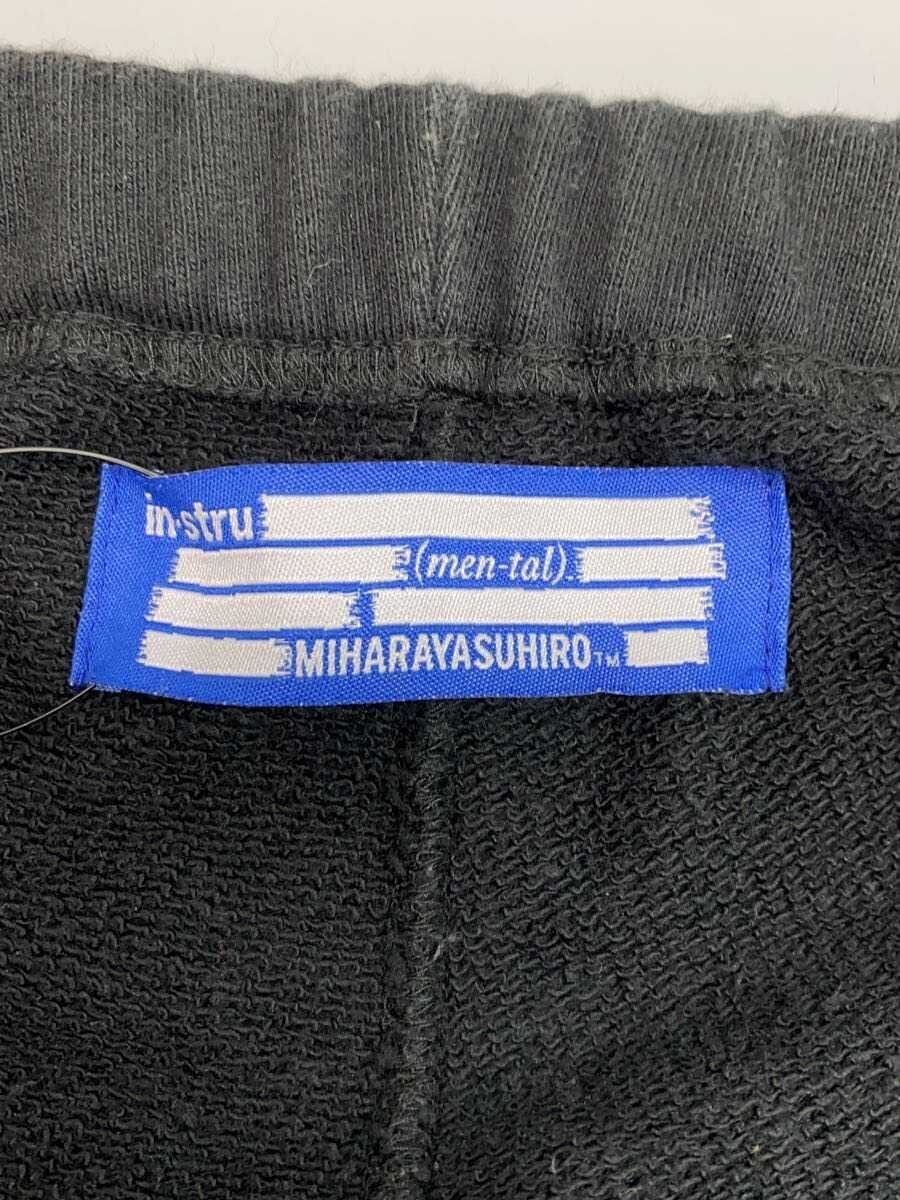 in·stru
(men-tal)
MIHARAYASUHIRO™